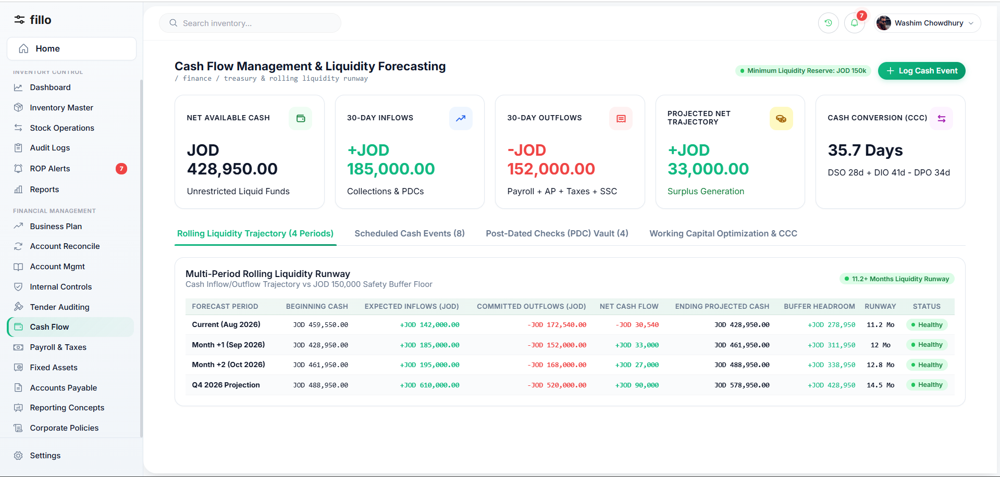 fillo
Search inventory...
7
Washim Chowdhury
Home
INVENTORY CONTROL
Dashboard
Inventory Master
Stock Operations
Audit Logs
ROP Alerts 7
Reports
FINANCIAL MANAGEMENT
Business Plan
Account Reconcile
Account Mgmt
Internal Controls
Tender Auditing
Cash Flow
Payroll & Taxes
Fixed Assets
Accounts Payable
Reporting Concepts
Corporate Policies
Settings
Cash Flow Management & Liquidity Forecasting
/ finance / treasury & rolling liquidity runway
Minimum Liquidity Reserve: JOD 150k
Log Cash Event
NET AVAILABLE CASH
JOD
428,950.00
Unrestricted Liquid Funds
30-DAY INFLOWS
+JOD
185,000.00
Collections & PDCs
30-DAY OUTFLOWS
-JOD
152,000.00
Payroll + AP + Taxes + SSC
PROJECTED NET
TRAJECTORY
+JOD
33,000.00
Surplus Generation
CASH CONVERSION (CCC)
35.7 Days
DSO 28d + DIO 41d - DPO 34d
Rolling Liquidity Trajectory (4 Periods) Scheduled Cash Events (8) Post-Dated Checks (PDC) Vault (4) Working Capital Optimization & CCC
Multi-Period Rolling Liquidity Runway
Cash Inflow/Outflow Trajectory vs JOD 150,000 Safety Buffer Floor
11.2+ Months Liquidity Runway
FORECAST PERIOD BEGINNING CASH EXPECTED INFLOWS (JOD) COMMITTED OUTFLOWS (JOD) NET CASH FLOW ENDING PROJECTED CASH BUFFER HEADROOM RUNWAY STATUS
Current (Aug 2026) JOD 459,550.00 +JOD 142,000.00 -JOD 172,540.00 -JOD 30,540 JOD 428,950.00 +JOD 278,950 11.2 Mo Healthy
Month +1 (Sep 2026) JOD 428,950.00 +JOD 185,000.00 -JOD 152,000.00 +JOD 33,000 JOD 461,950.00 +JOD 311,950 12 Mo Healthy
Month +2 (Oct 2026) JOD 461,950.00 +JOD 195,000.00 -JOD 168,000.00 +JOD 27,000 JOD 488,950.00 +JOD 338,950 12.8 Mo Healthy
Q4 2026 Projection JOD 488,950.00 +JOD 610,000.00 -JOD 520,000.00 +JOD 90,000 JOD 578,950.00 +JOD 428,950 14.5 Mo Healthy